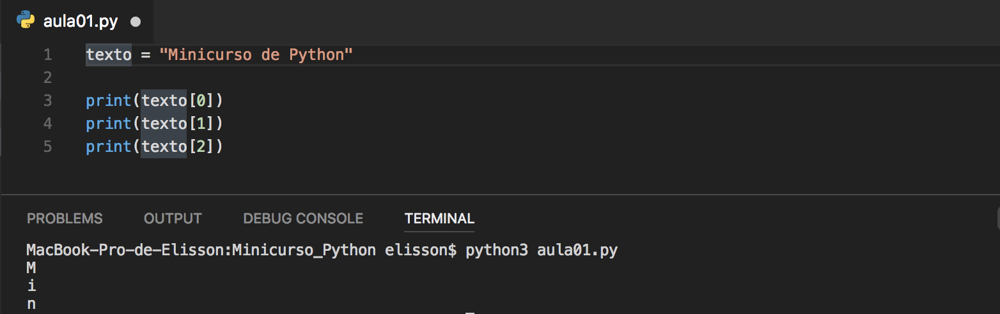 aula01.py
1 texto = "Minicurso de Python"
2
3 print(texto[0])
4 print(texto[1])
5 print(texto[2])
PROBLEMS OUTPUT DEBUG CONSOLE TERMINAL
MacBook-Pro-de-Elisson:Minicurso_Python elisson$ python3 aula01.py
M
i
n